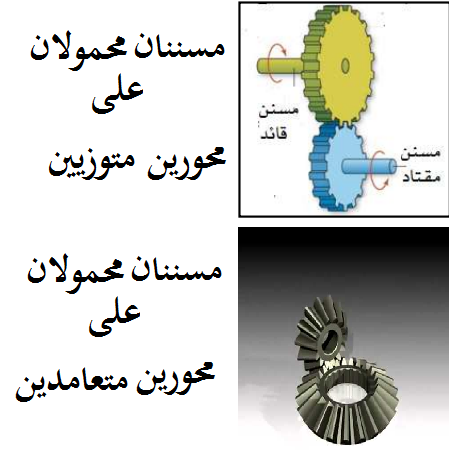 مسننان محمولان
على
محورين متوزيين
مسنن
قائد
مسنن
مقتاد
مسننان محمولان
على
محورين متعامدين